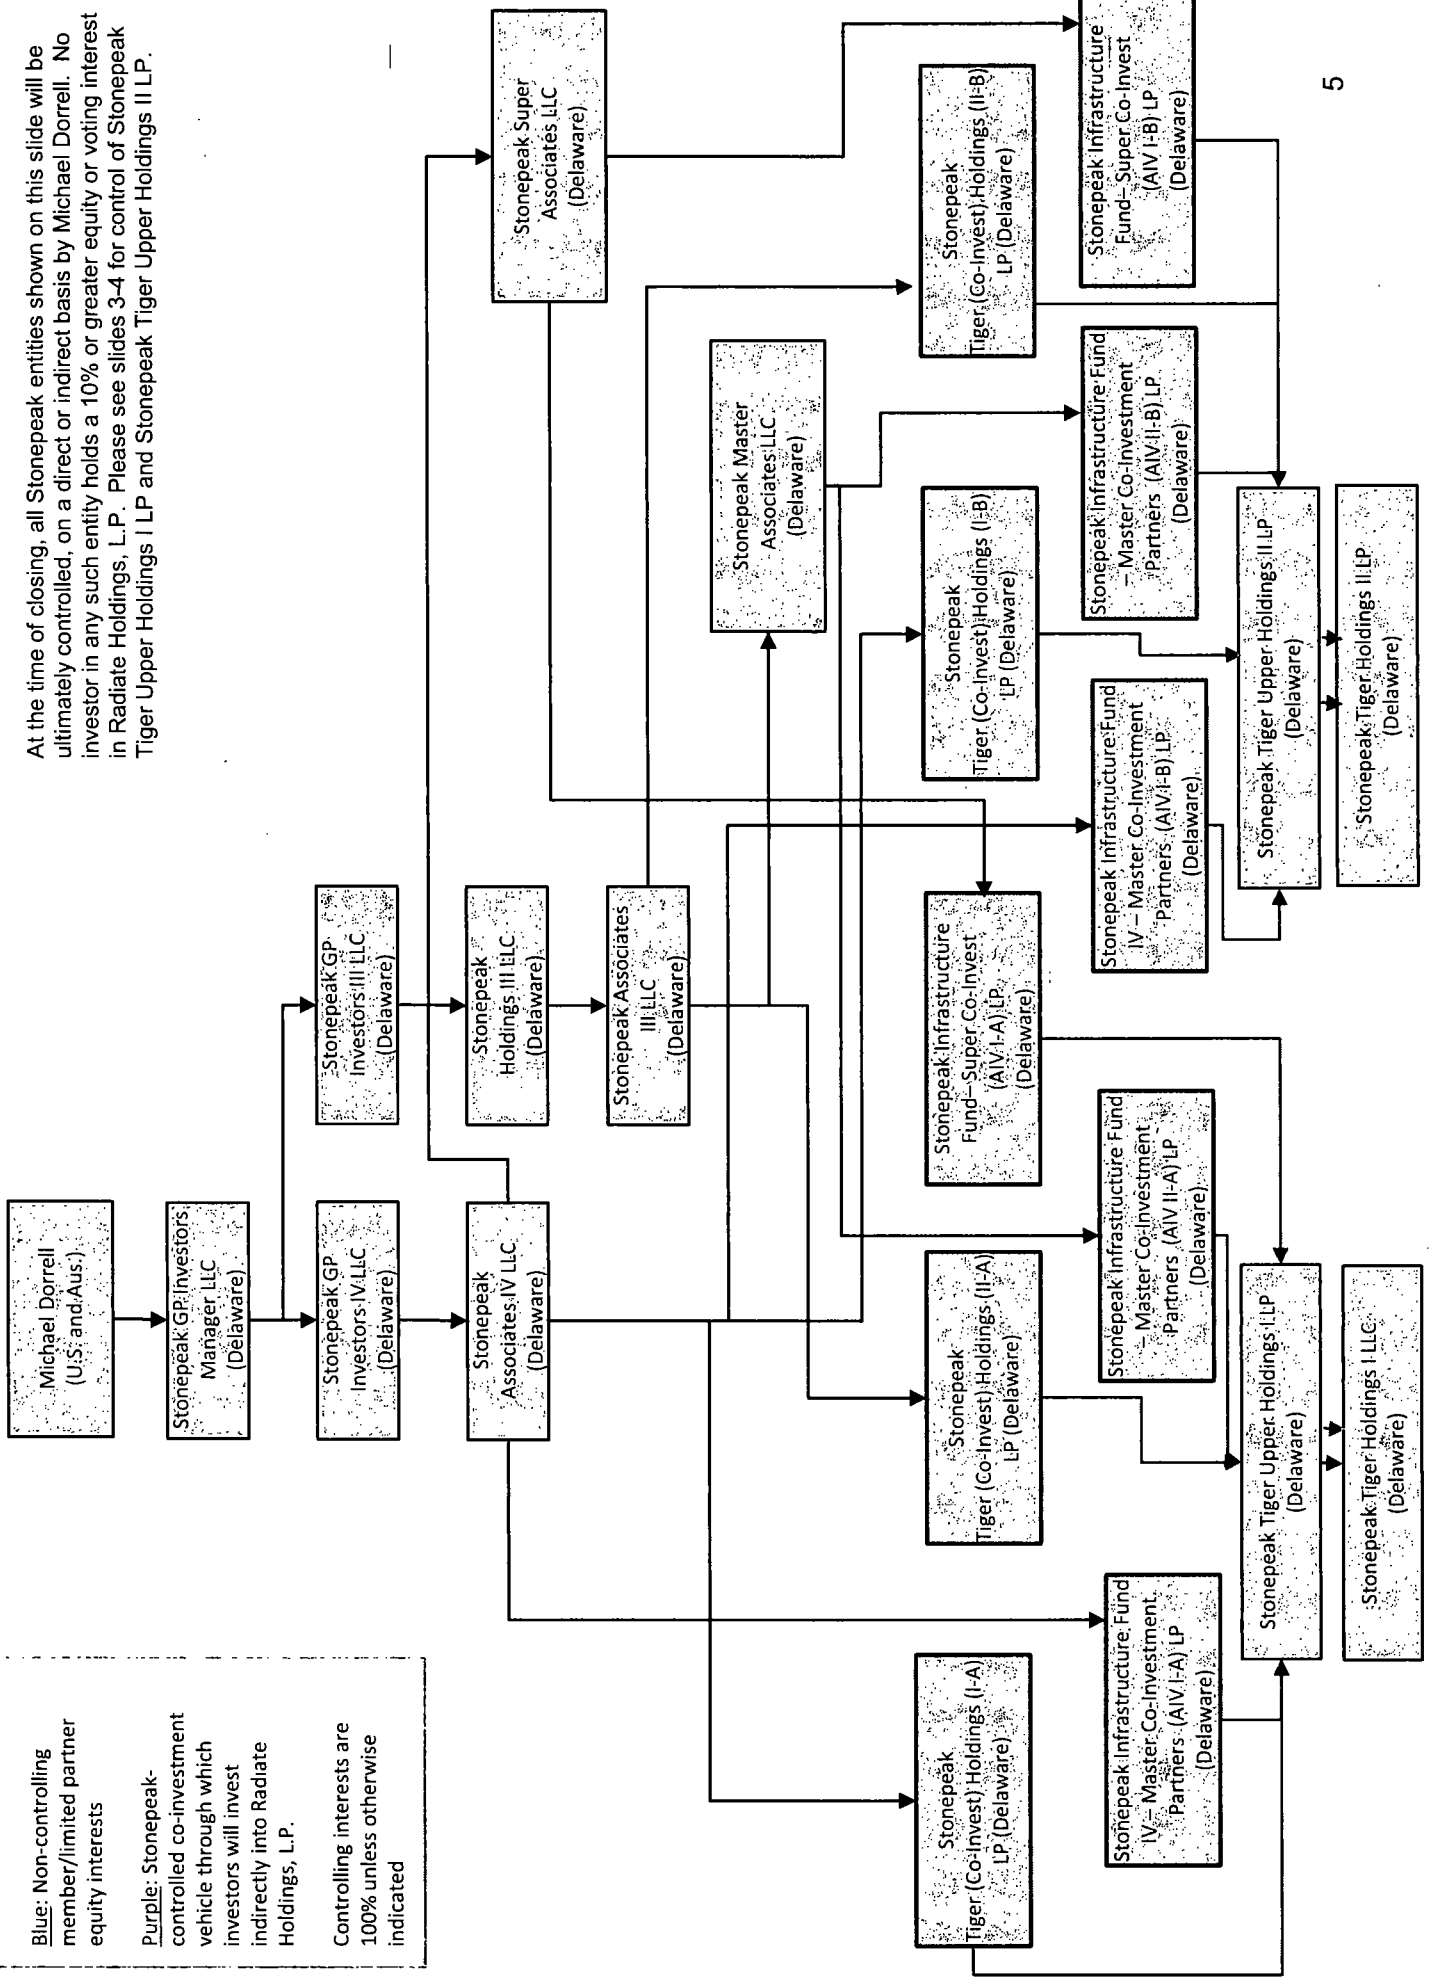 At the time of closing, all Stonepeak entities shown on this slide will be
ultimately controlled, on a direct or indirect basis by Michael Dorrell. No
investor in any such entity holds a 10% or greater equity or voting interest
in Radiate Holdings, L.P. Please see slides 3-4 for control of Stonepeak
Tiger Upper Holdings I LP and Stonepeak Tiger Upper Holdings II LP.
Blue: Non-controlling
member/limited partner
equity interests
Purple: Stonepeak-
controlled co-investment
vehicle through which
investors will invest
indirectly into Radiate
Holdings, L.P.
Controlling interests are
100% unless otherwise
indicated
Michael Dorrell
(U.S. and Aus.)
Stonepeak GP Investors
Manager LLC
(Delaware)
Stonepeak GP
Investors IV LLC
(Delaware)
Stonepeak GP
Investors III LLC
(Delaware)
Stonepeak
Associates IV LLC
(Delaware)
Stonepeak
Holdings III LLC
(Delaware)
Stonepeak Super
Associates LLC
(Delaware)
Stonepeak Associates
III LLC
(Delaware)
Stonepeak Master
Associates LLC
(Delaware)
Stonepeak
Tiger (Co-Invest) Holdings (I-A)
LP (Delaware)
Stonepeak
Tiger (Co-Invest) Holdings (II-A)
LP (Delaware)
Stonepeak Infrastructure
Fund– Super Co-Invest
(AIV I-A) LP
(Delaware)
Stonepeak
Tiger (Co-Invest) Holdings (I-B)
LP (Delaware)
Stonepeak
Tiger (Co-Invest) Holdings (II-B)
LP (Delaware)
Stonepeak Infrastructure Fund
IV – Master Co-Investment
Partners (AIV I-A) LP
(Delaware)
Stonepeak Infrastructure Fund
– Master Co-Investment
Partners (AIV II-A) LP
(Delaware)
Stonepeak Infrastructure Fund
IV – Master Co-Investment
Partners (AIV I-B) LP
(Delaware)
Stonepeak Infrastructure Fund
– Master Co-Investment
Partners (AIV II-B) LP
(Delaware)
Stonepeak Infrastructure
Fund– Super Co-Invest
(AIV I-B) LP
(Delaware)
Stonepeak Tiger Upper Holdings I LP
(Delaware)
Stonepeak Tiger Upper Holdings II LP
(Delaware)
Stonepeak Tiger Holdings I LLC
(Delaware)
Stonepeak Tiger Holdings II LP
(Delaware)
5